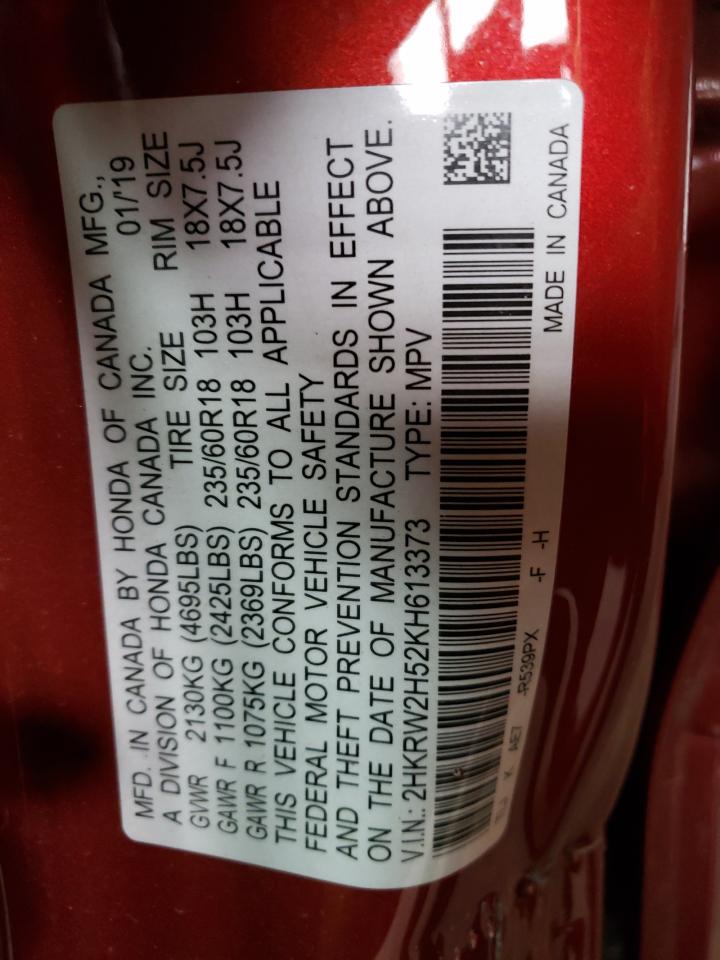 MFD. IN CANADA BY HONDA OF CANADA MFG.,
A DIVISION OF HONDA CANADA INC. 01/'19
GVWR 2130KG (4695LBS) TIRE SIZE RIM SIZE
GAWR F 1100KG (2425LBS) 235/60R18 103H 18X7.5J
GAWR R 1075KG (2369LBS) 235/60R18 103H 18X7.5J
THIS VEHICLE CONFORMS TO ALL APPLICABLE
FEDERAL MOTOR VEHICLE SAFETY
AND THEFT PREVENTION STANDARDS IN EFFECT
ON THE DATE OF MANUFACTURE SHOWN ABOVE.
V.I.N.: 2HKRW2H52KH613373 TYPE: MPV
K AE7 -R539PX -F -H
MADE IN CANADA